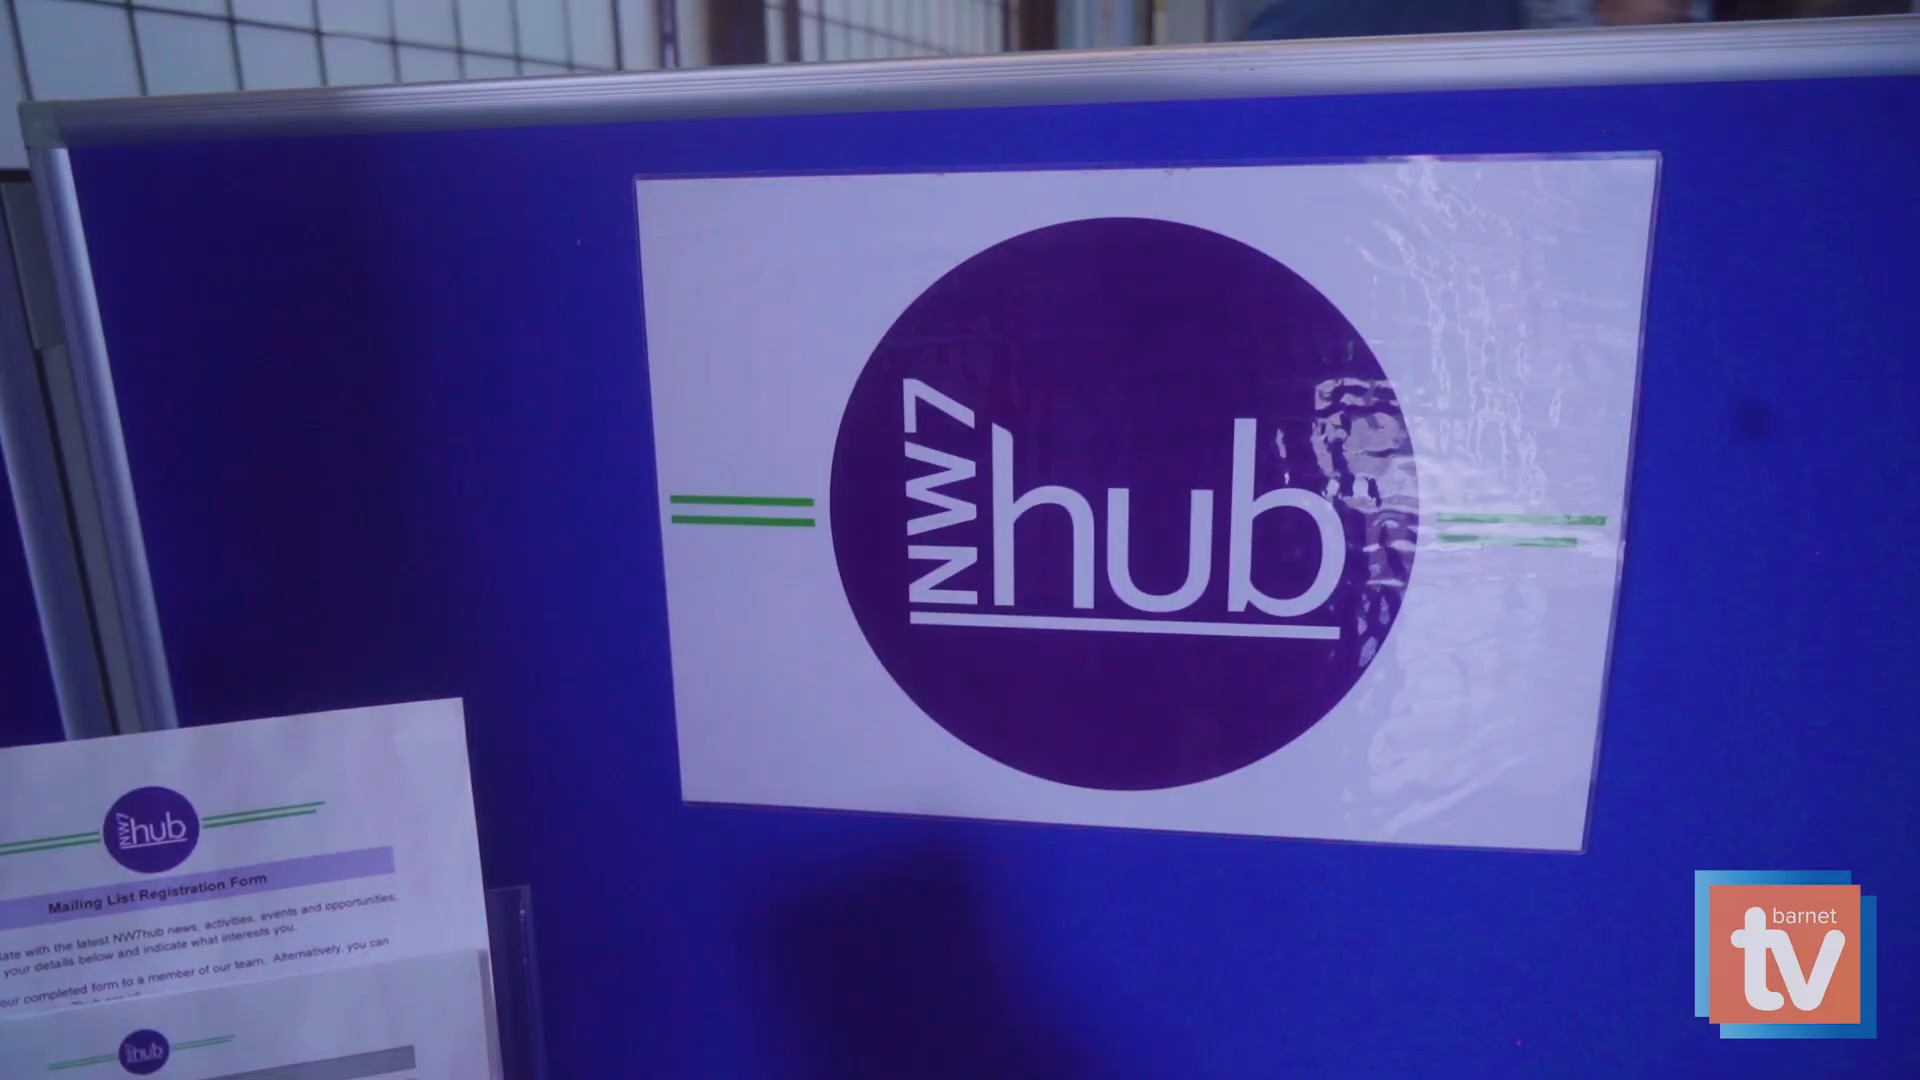 NW7
hub
NW7
hub
Mailing List Registration Form
with the latest NW7hub news, activities, events and opportunities,
your details below and indicate what interests you.
completed form to a member of our team. Alternatively, you can
hub
barnet
tv